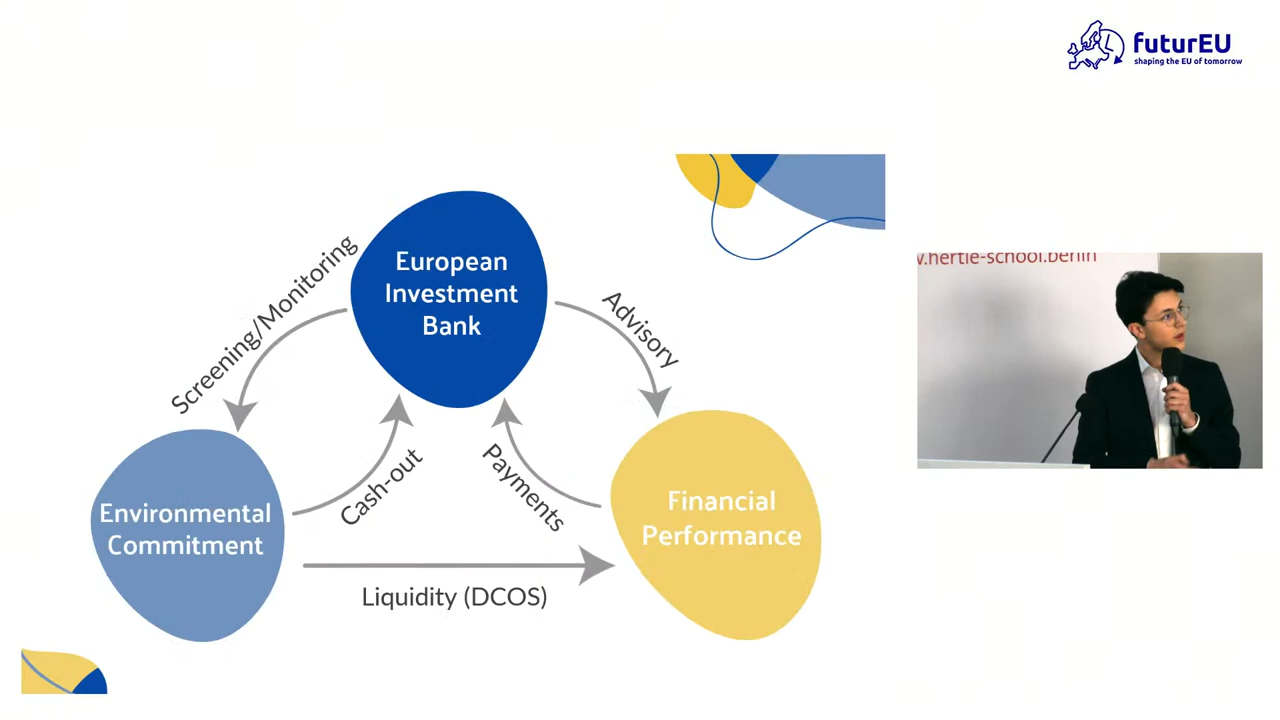 futurEU
shaping the EU of tomorrow
European
Investment
Bank
Screening/Monitoring
Advisory
Cash-out
Payments
Environmental
Commitment
Financial
Performance
Liquidity (DCOS)
.hertie-school.berlin